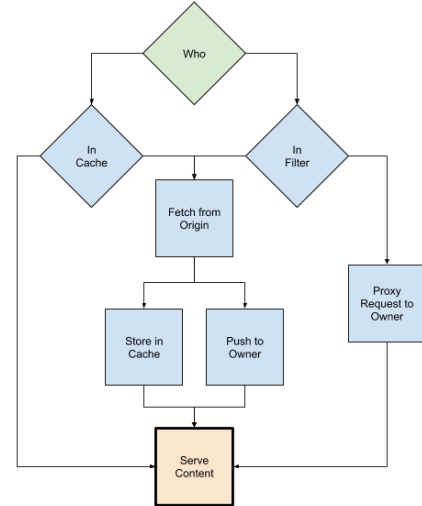 Who
In
Cache
In
Filter
Fetch from
Origin
Proxy
Request to
Owner
Store in
Cache
Push to
Owner
Serve
Content